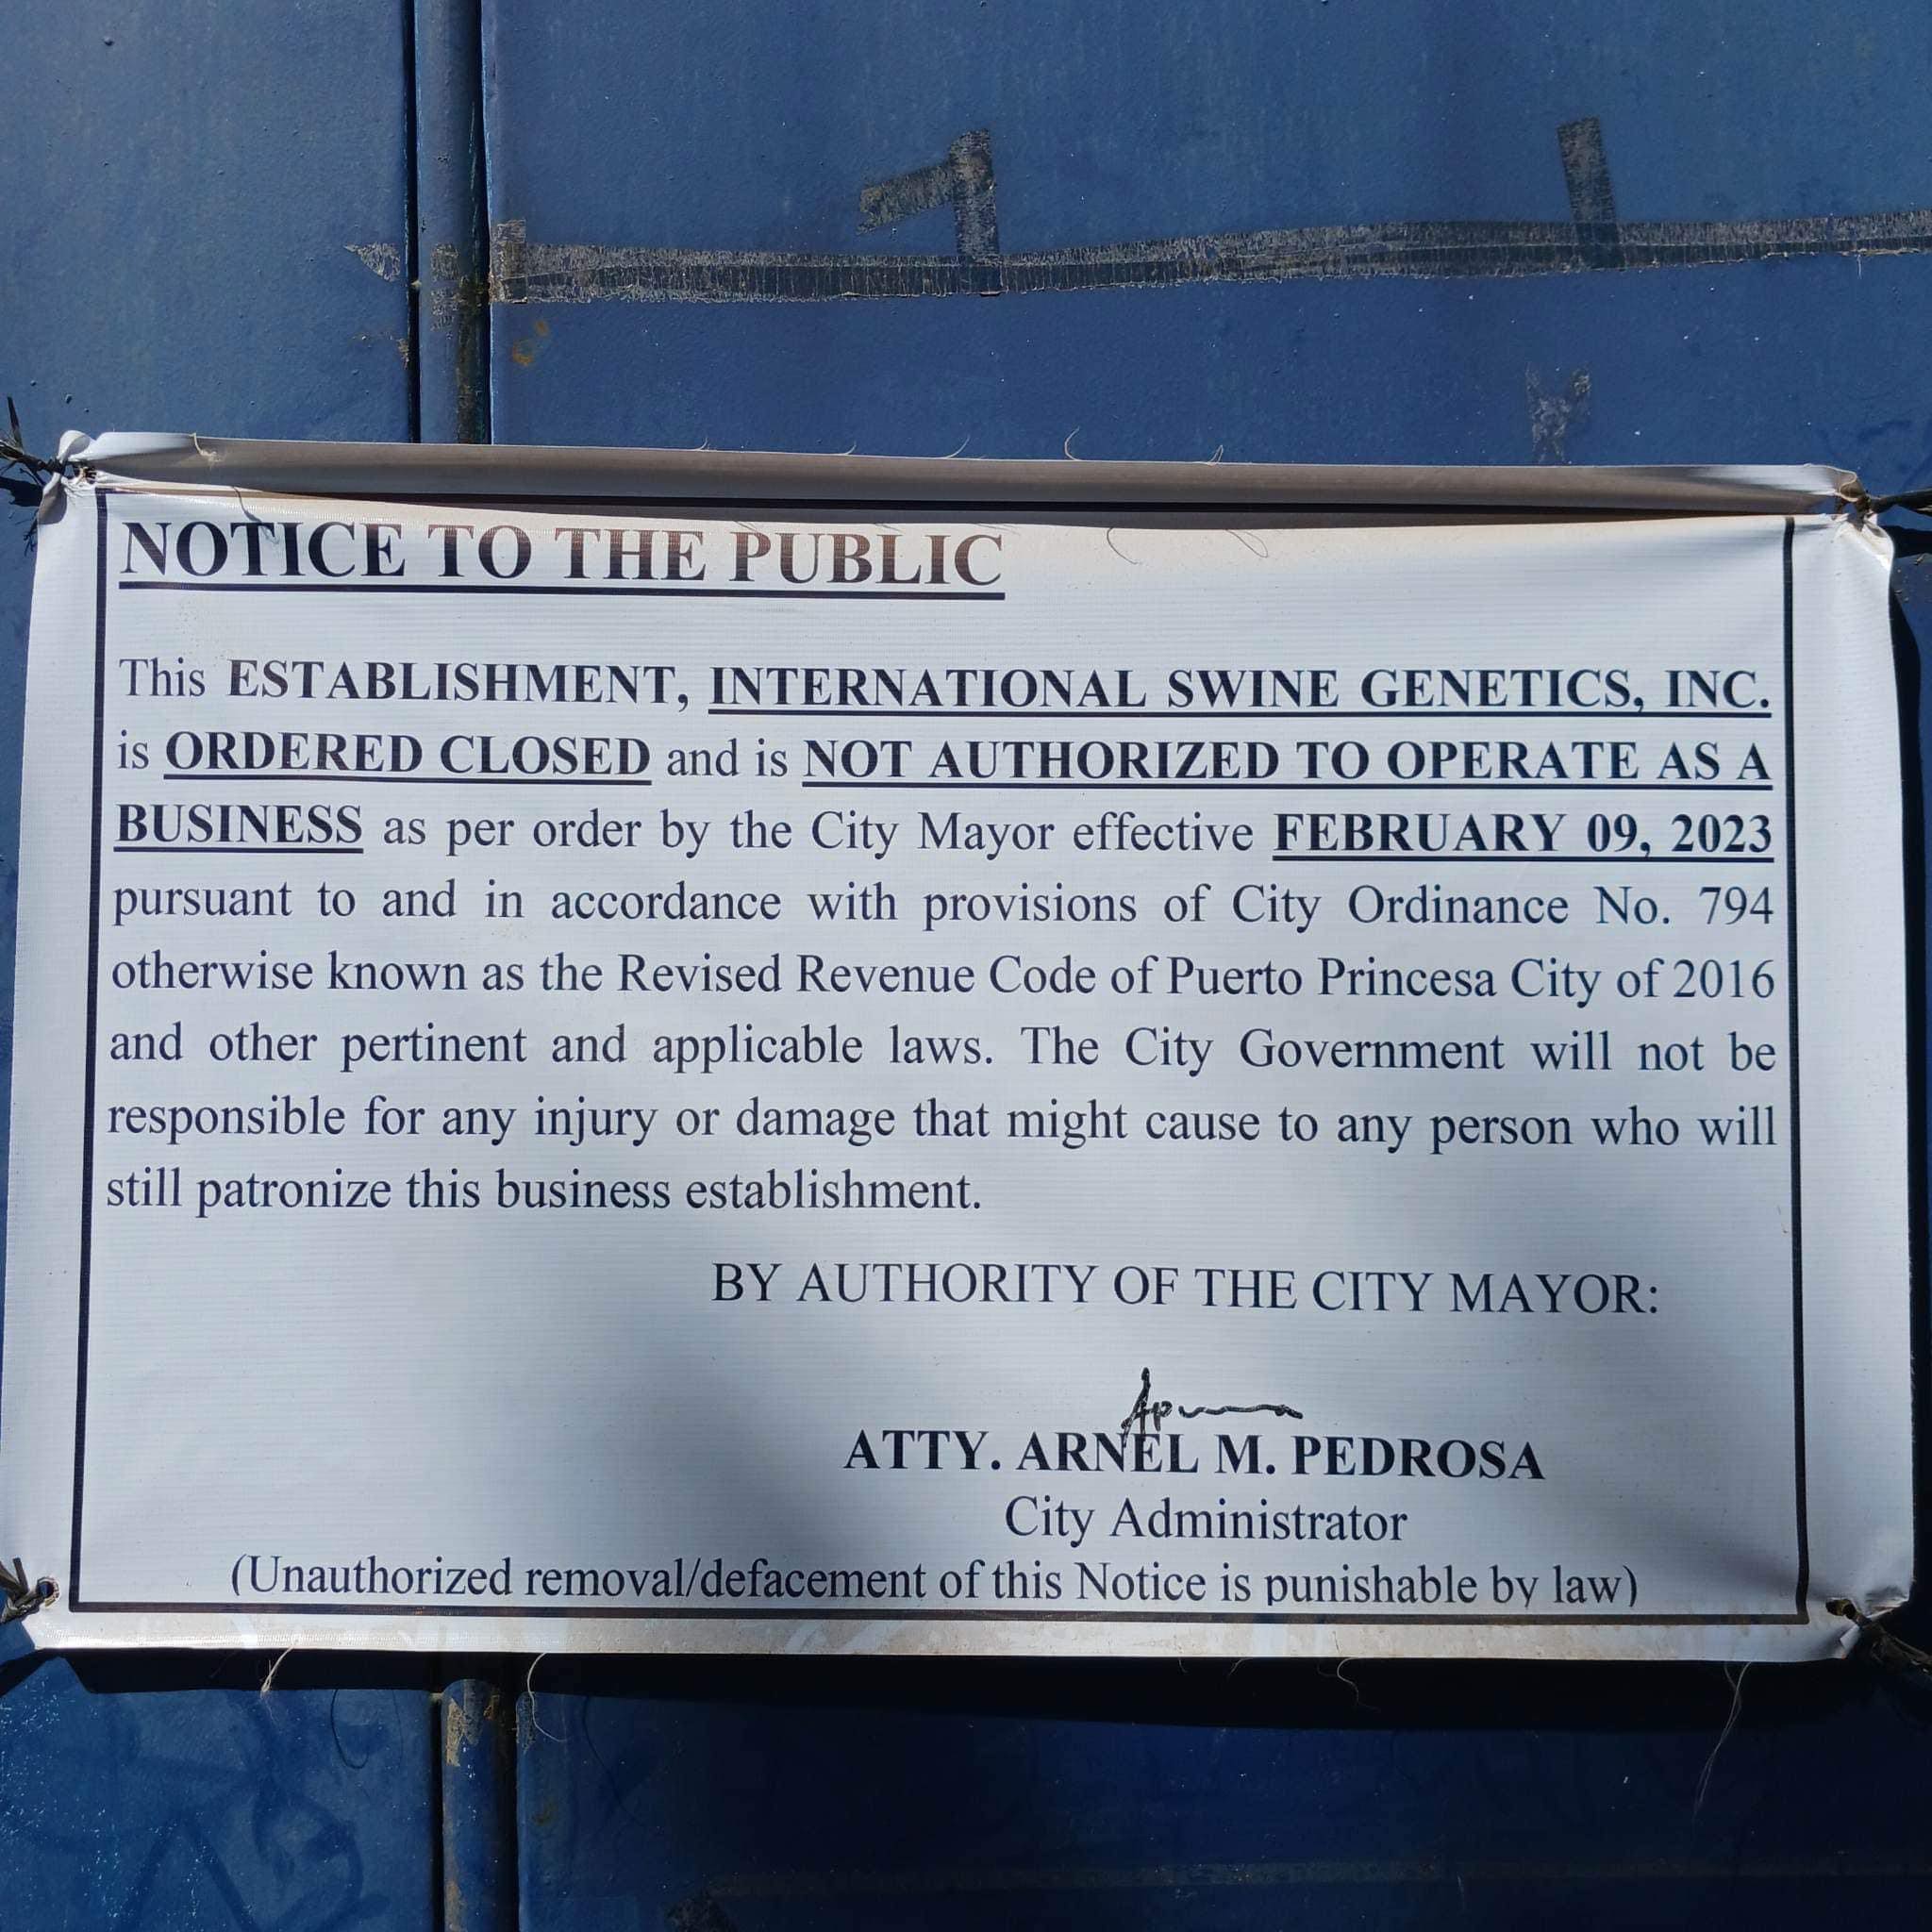 NOTICE TO THE PUBLIC
This ESTABLISHMENT, INTERNATIONAL SWINE GENETICS, INC.
is ORDERED CLOSED and is NOT AUTHORIZED TO OPERATE AS A
BUSINESS as per order by the City Mayor effective FEBRUARY 09, 2023
pursuant to and in accordance with provisions of City Ordinance No. 794
otherwise known as the Revised Revenue Code of Puerto Princesa City of 2016
and other pertinent and applicable laws. The City Government will not be
responsible for any injury or damage that might cause to any person who will
still patronize this business establishment.
BY AUTHORITY OF THE CITY MAYOR:
ATTY. ARNEL M. PEDROSA
City Administrator
(Unauthorized removal/defacement of this Notice is punishable by law)